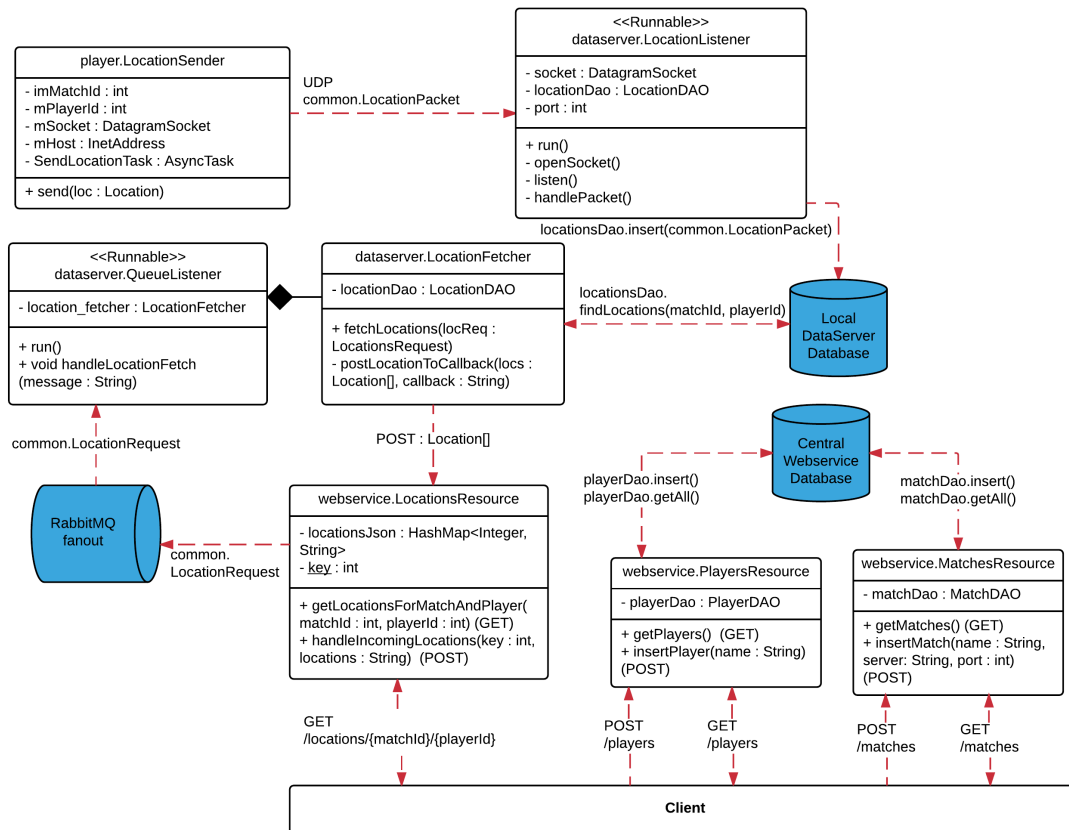 player.LocationSender
- imMatchId : int
- mPlayerId : int
- mSocket : DatagramSocket
- mHost : InetAddress
- SendLocationTask : AsyncTask
+ send(loc : Location)
UDP
common.LocationPacket
<<Runnable>>
dataserver.LocationListener
- socket : DatagramSocket
- locationDao : LocationDAO
- port : int
+ run()
- openSocket()
- listen()
- handlePacket()
locationsDao.insert(common.LocationPacket)
<<Runnable>>
dataserver.QueueListener
- location_fetcher : LocationFetcher
+ run()
+ void handleLocationFetch
(message : String)
dataserver.LocationFetcher
- locationDao : LocationDAO
+ fetchLocations(locReq :
LocationsRequest)
- postLocationToCallback(locs :
Location[], callback : String)
locationsDao.
findLocations(matchId, playerId)
Local
DataServer
Database
common.LocationRequest
POST : Location[]
Central
Webservice
Database
playerDao.insert()
playerDao.getAll()
matchDao.insert()
matchDao.getAll()
RabbitMQ
fanout
common.
LocationRequest
webservice.LocationsResource
- locationsJson : HashMap<Integer,
String>
- key : int
+ getLocationsForMatchAndPlayer(
matchId : int, playerId : int) (GET)
+ handleIncomingLocations(key : int,
locations : String) (POST)
webservice.PlayersResource
- playerDao : PlayerDAO
+ getPlayers() (GET)
+ insertPlayer(name : String)
(POST)
webservice.MatchesResource
- matchDao : MatchDAO
+ getMatches() (GET)
+ insertMatch(name : String,
server: String, port : int)
(POST)
GET
/locations/{matchId}/{playerId}
POST
/players
GET
/players
POST
/matches
GET
/matches
Client